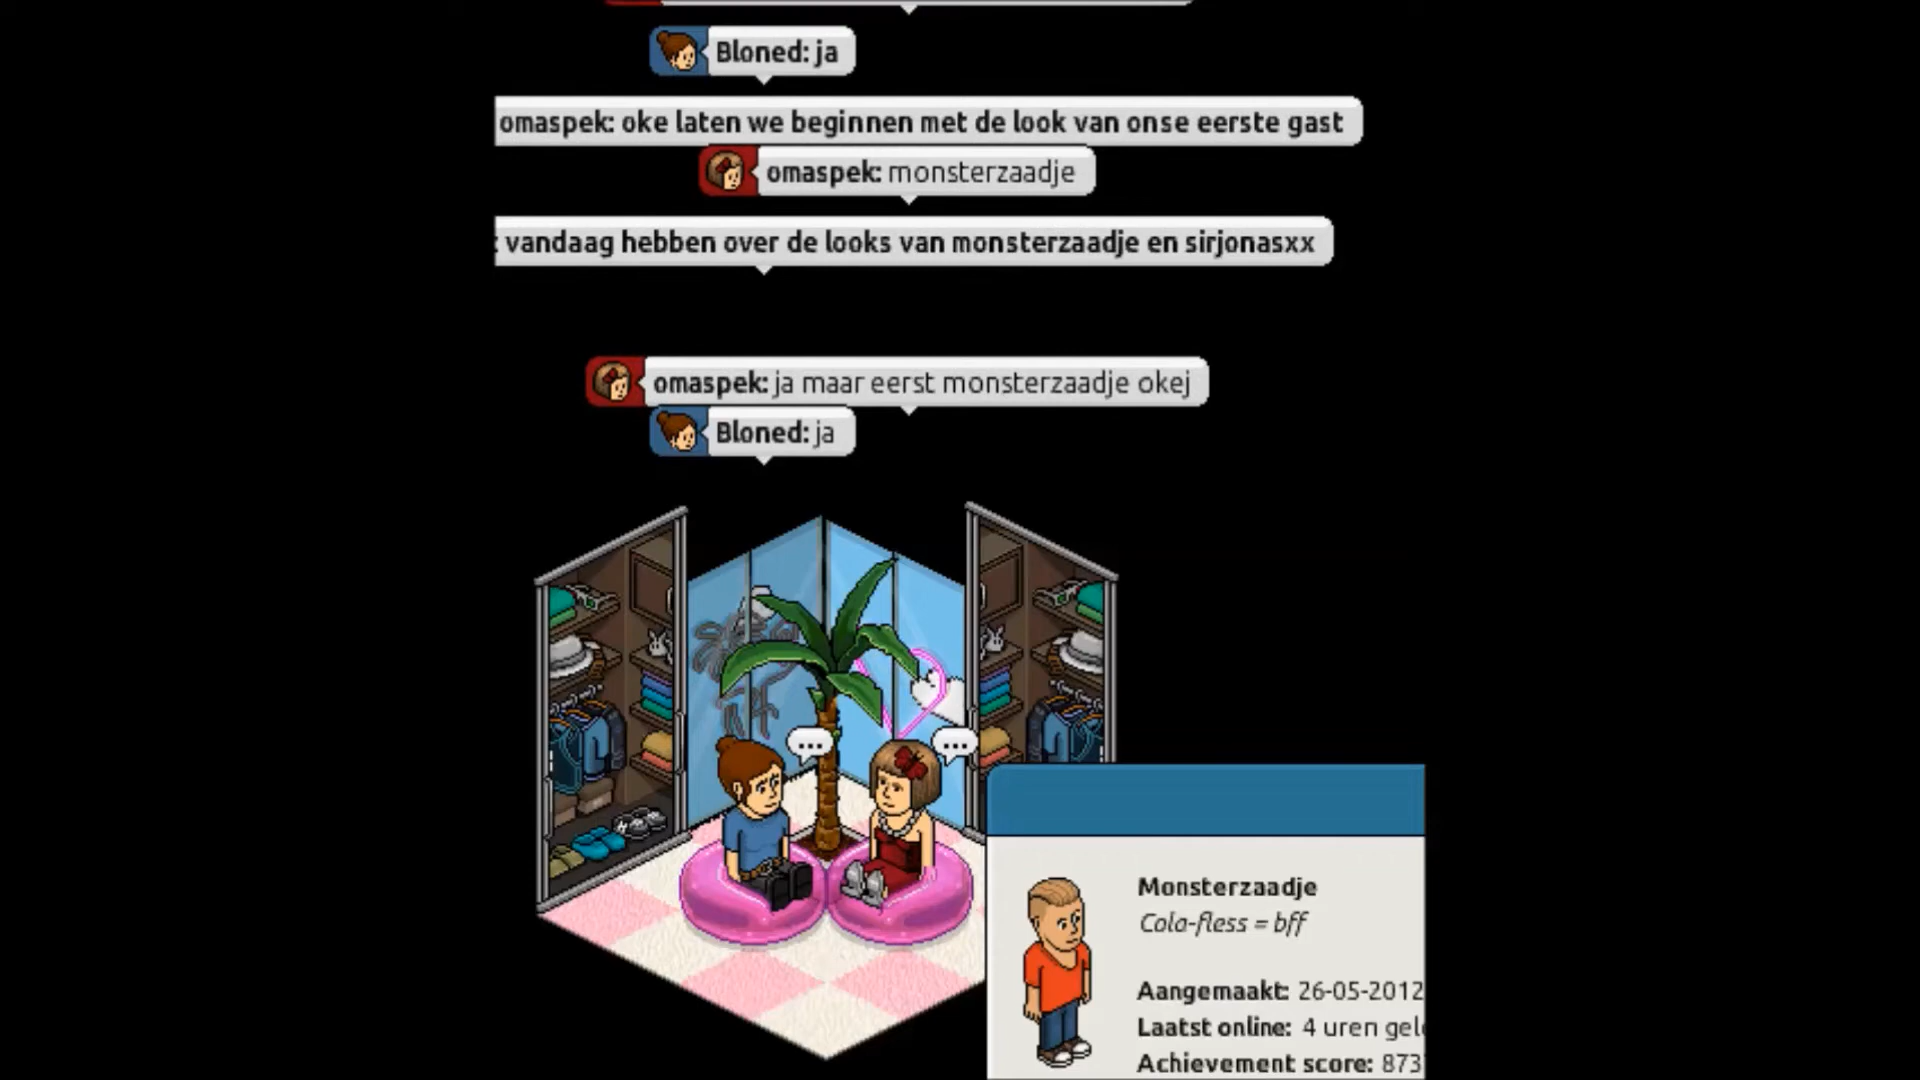 Bloned: ja
omaspek: oke laten we beginnen met de look van onse eerste gast
omaspek: monsterzaadje
: vandaag hebben over de looks van monsterzaadje en sirjonasxx
omaspek: ja maar eerst monsterzaadje okej
Bloned: ja
...
...
Monsterzaadje
Cola-fless = bff
Aangemaakt: 26-05-2012
Laatst online: 4 uren gel
Achievement score: 873